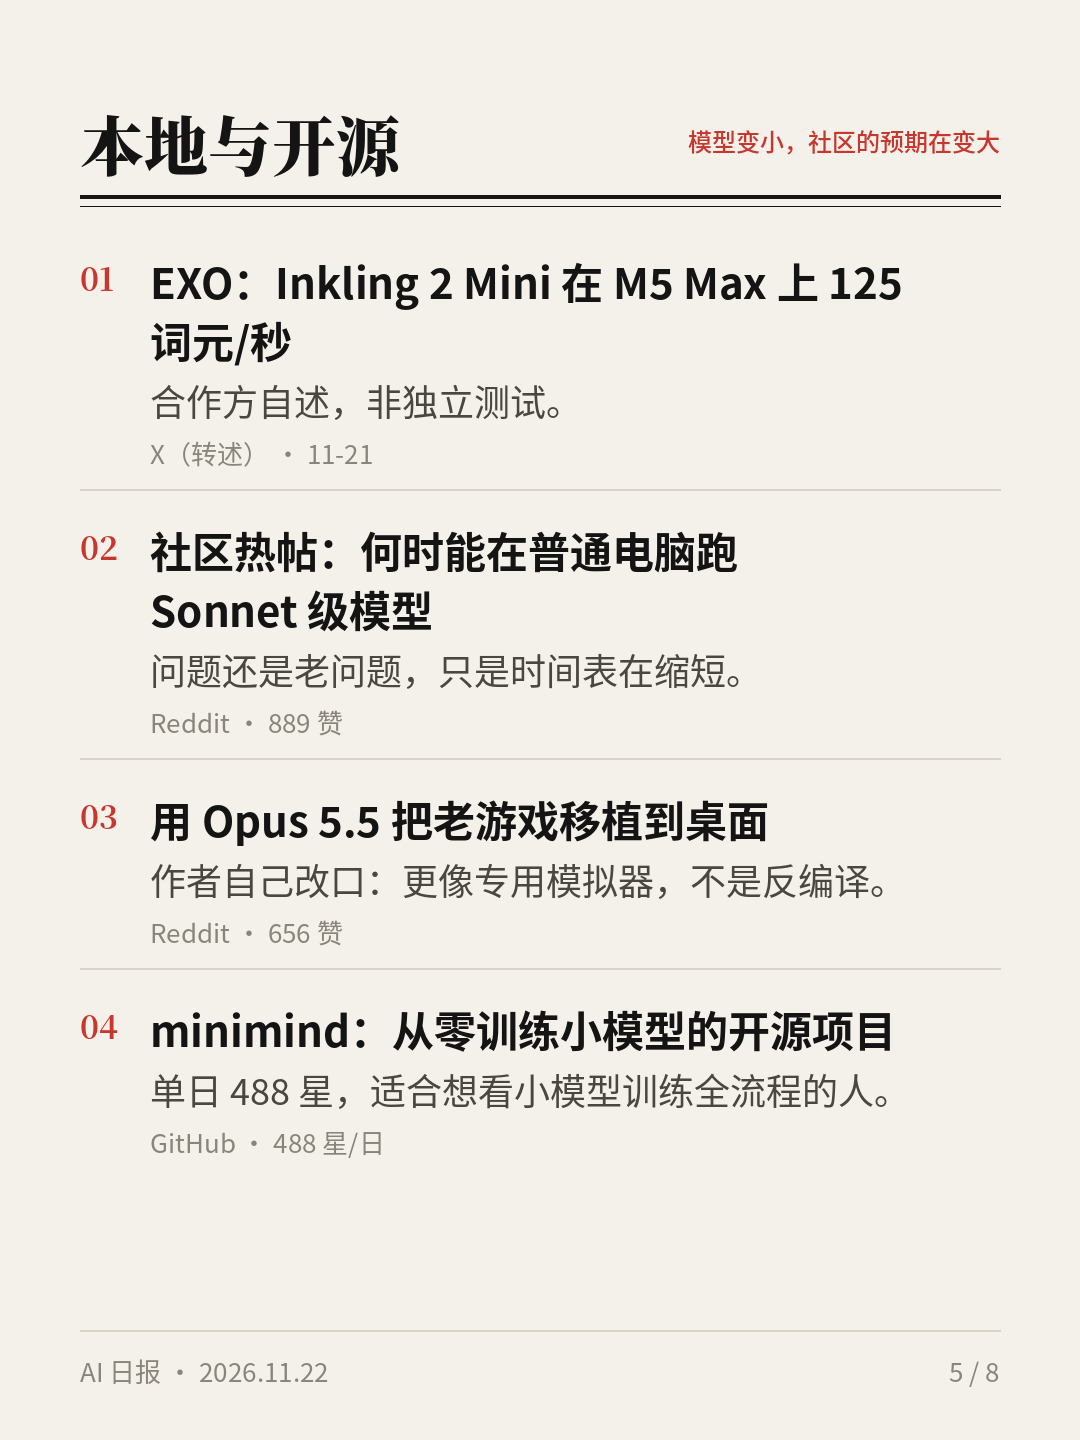 本地与开源
模型变小，社区的预期在变大
01
EXO：Inkling 2 Mini 在 M5 Max 上 125
词元/秒
合作方自述，非独立测试。
X（转述） · 11-21
02
社区热帖：何时能在普通电脑跑
Sonnet 级模型
问题还是老问题，只是时间表在缩短。
Reddit · 889 赞
03
用 Opus 5.5 把老游戏移植到桌面
作者自己改口：更像专用模拟器，不是反编译。
Reddit · 656 赞
04
minimind：从零训练小模型的开源项目
单日 488 星，适合想看小模型训练全流程的人。
GitHub · 488 星/日
AI 日报 · 2026.11.22
5 / 8